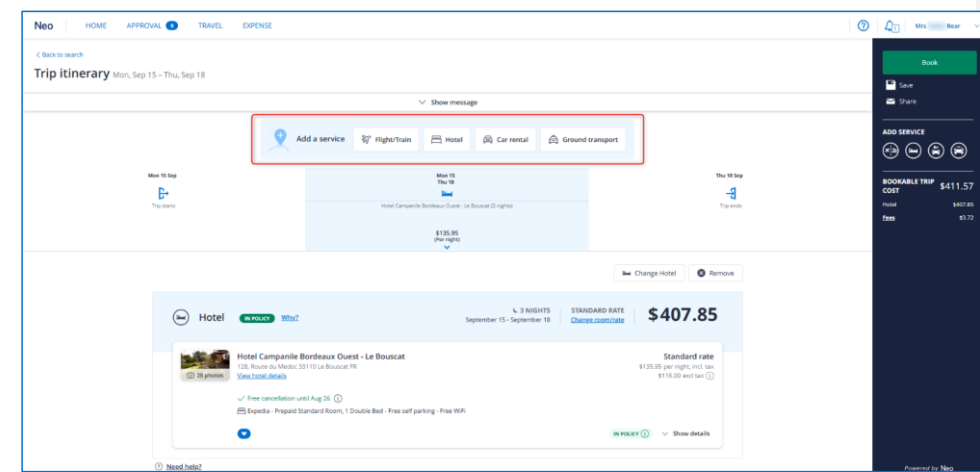 Neo HOME APPROVAL TRAVEL EXPENSE
Mrs Bear
< Back to search
Trip itinerary Mon, Sep 15 – Thu, Sep 18
Show message
Add a service Flight/Train Hotel Car rental Ground transport
Mon 15 Sep
Trip starts
Mon 15
Thu 18
Hotel Campanile Bordeaux Ouest - Le Bouscat (3 nights)
$135.95
(Per night)
Thu 18 Sep
Trip ends
Change Hotel Remove
Hotel IN POLICY Why?
3 NIGHTS
September 15 - September 18
STANDARD RATE
Change room/rate
$407.85
28 photos
Hotel Campanile Bordeaux Ouest - Le Bouscat
128, Route du Medoc 33110 Le Bouscat FR
View hotel details
Standard rate
$135.95 per night, incl. tax
$116.00 excl tax
Free cancellation until Aug 26
Expedia - Prepaid Standard Room, 1 Double Bed - Free self parking - Free WiFi
IN POLICY Show details
Need help?
Book
Save
Share
ADD SERVICE
BOOKABLE TRIP COST $411.57
Hotel $407.85
Fees $3.72
Powered by Neo